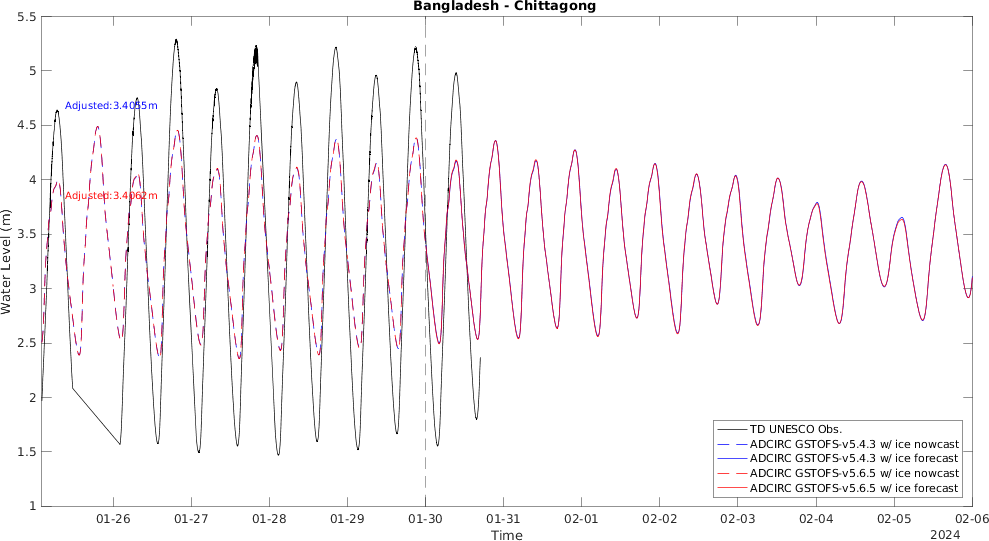 Bangladesh - Chittagong
5.5
5
4.5
4
3.5
3
2.5
2
1.5
1
Water Level (m)
Adjusted:3.4055m
Adjusted:3.4062m
TD UNESCO Obs.
ADCIRC GSTOFS-v5.4.3 w/ ice nowcast
ADCIRC GSTOFS-v5.4.3 w/ ice forecast
ADCIRC GSTOFS-v5.6.5 w/ ice nowcast
ADCIRC GSTOFS-v5.6.5 w/ ice forecast
01-26 01-27 01-28 01-29 01-30 01-31 02-01 02-02 02-03 02-04 02-05 02-06
Time
2024